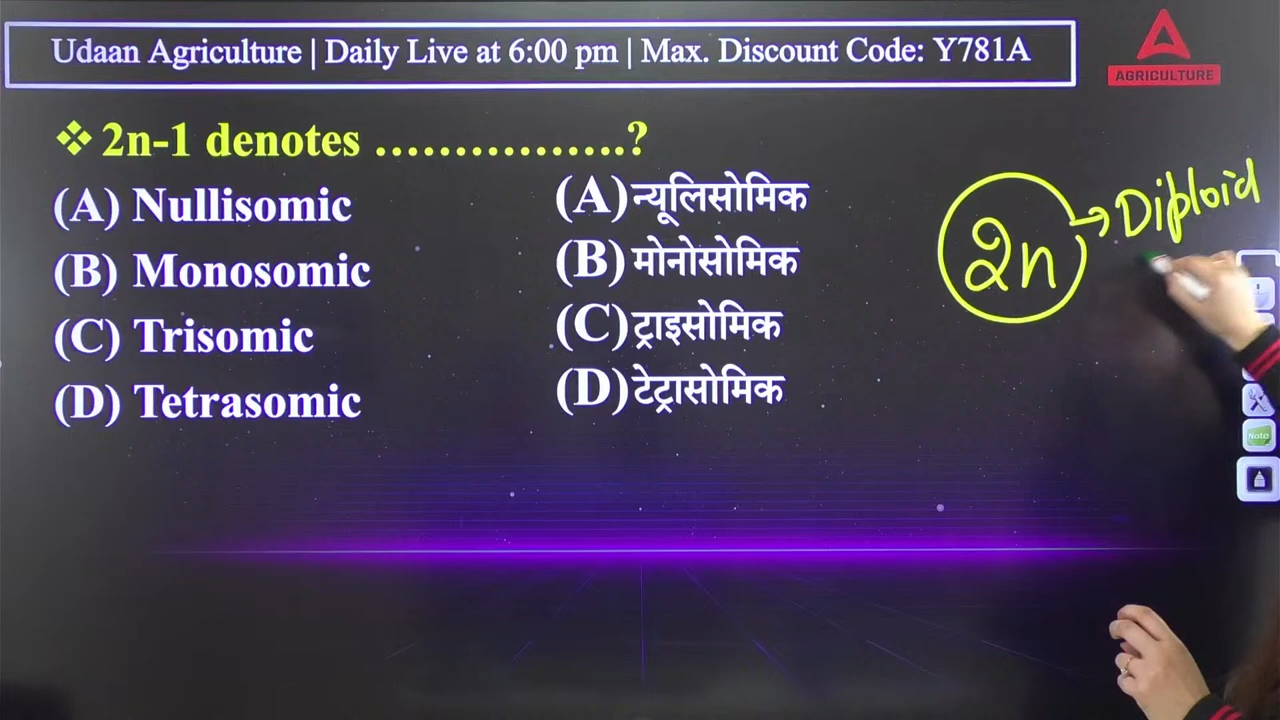 Udaan Agriculture | Daily Live at 6:00 pm | Max. Discount Code: Y781A
AGRICULTURE
❖ 2n-1 denotes …………….?
(A) Nullisomic
(B) Monosomic
(C) Trisomic
(D) Tetrasomic
(A) न्यूलिसोमिक
(B) मोनोसोमिक
(C) ट्राइसोमिक
(D) टेट्रासोमिक
2n → Diploid
Note